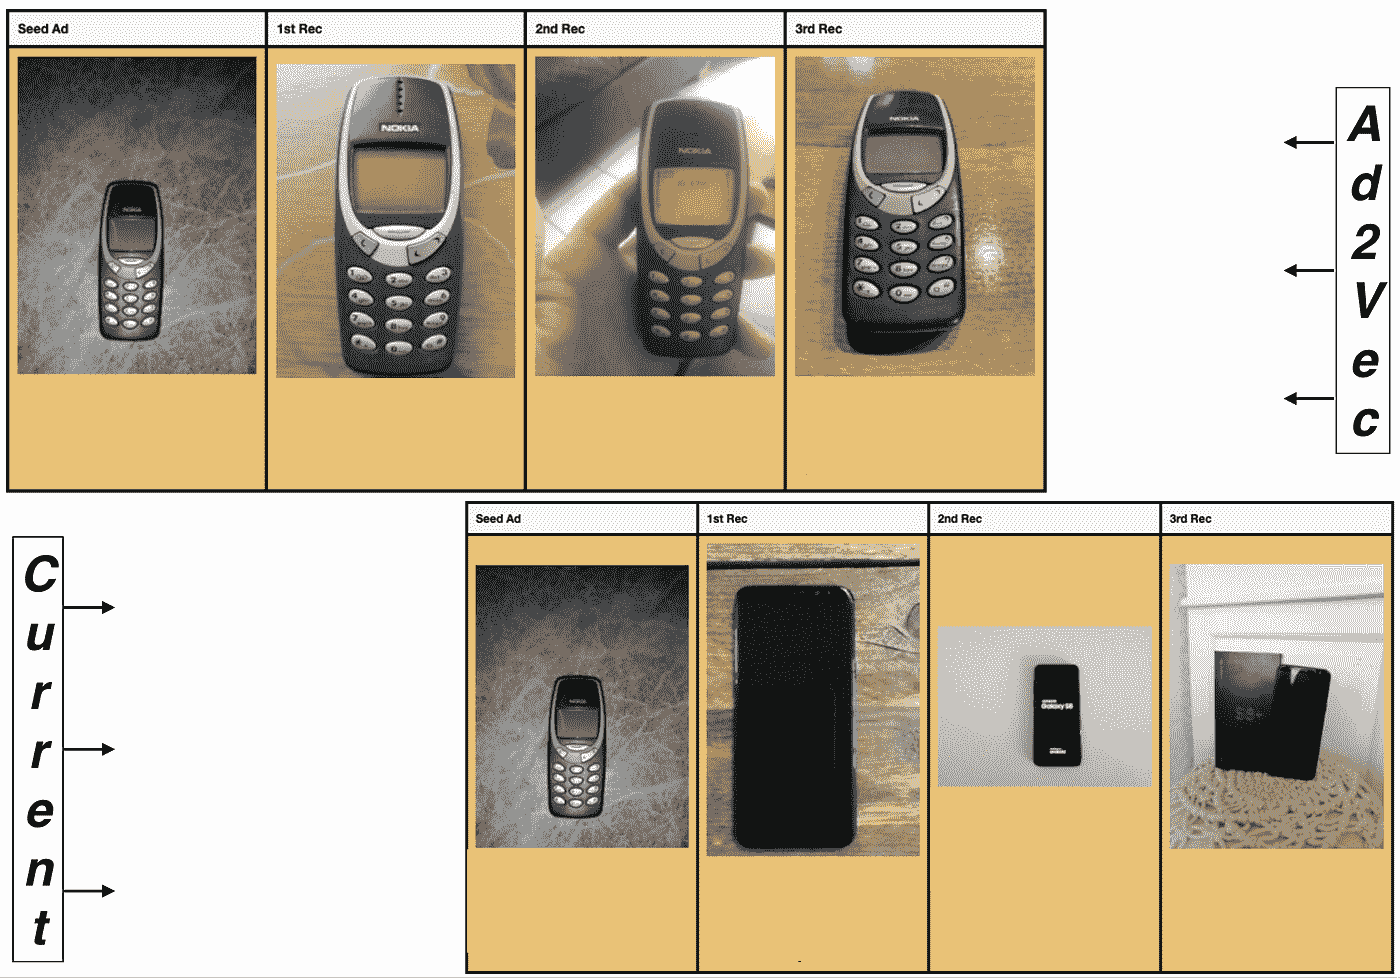 Seed Ad
1st Rec
2nd Rec
3rd Rec
NOKIA
NOKIA
NOKIA
NOKIA
Ad2Vec
Seed Ad
1st Rec
2nd Rec
3rd Rec
NOKIA
Galaxy S8
Current